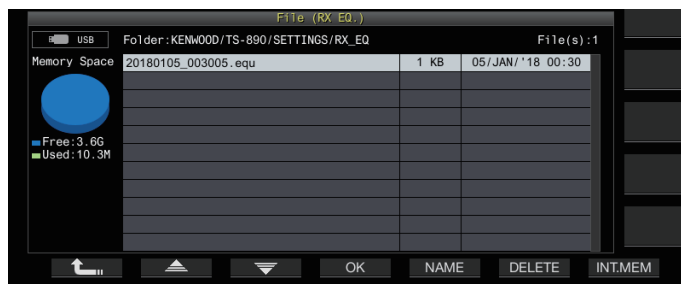 File (RX EQ.)
USB Folder:KENWOOD/TS-890/SETTINGS/RX_EQ File(s):1
Memory Space 20180105_003005.equ 1 KB 05/JAN/'18 00:30
Free:3.6G
Used:10.3M
OK NAME DELETE INT.MEM